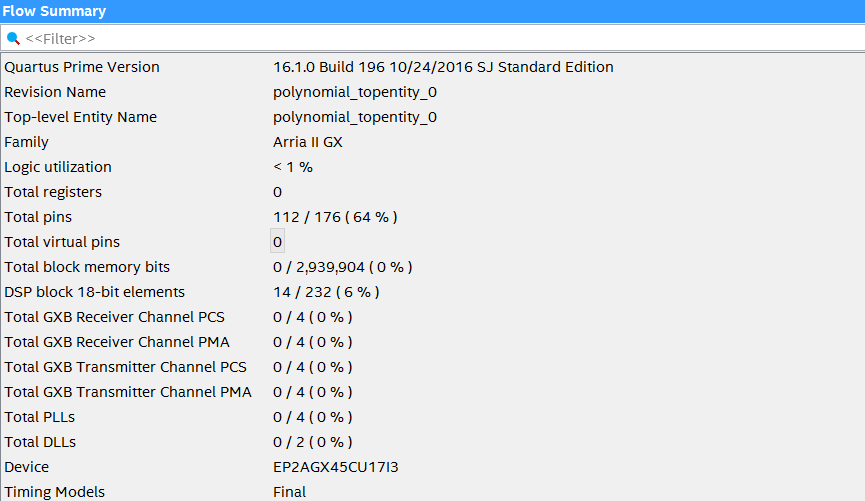 Flow Summary
<<Filter>>
Quartus Prime Version 16.1.0 Build 196 10/24/2016 SJ Standard Edition
Revision Name polynomial_topentity_0
Top-level Entity Name polynomial_topentity_0
Family Arria II GX
Logic utilization < 1 %
Total registers 0
Total pins 112 / 176 ( 64 % )
Total virtual pins 0
Total block memory bits 0 / 2,939,904 ( 0 % )
DSP block 18-bit elements 14 / 232 ( 6 % )
Total GXB Receiver Channel PCS 0 / 4 ( 0 % )
Total GXB Receiver Channel PMA 0 / 4 ( 0 % )
Total GXB Transmitter Channel PCS 0 / 4 ( 0 % )
Total GXB Transmitter Channel PMA 0 / 4 ( 0 % )
Total PLLs 0 / 4 ( 0 % )
Total DLLs 0 / 2 ( 0 % )
Device EP2AGX45CU17I3
Timing Models Final